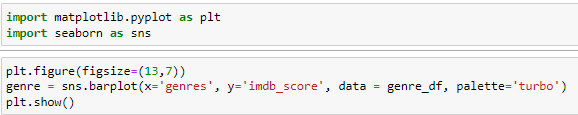 import matplotlib.pyplot as plt
import seaborn as sns
plt.figure(figsize=(13,7))
genre = sns.barplot(x='genres', y='imdb_score', data = genre_df, palette='turbo')
plt.show()